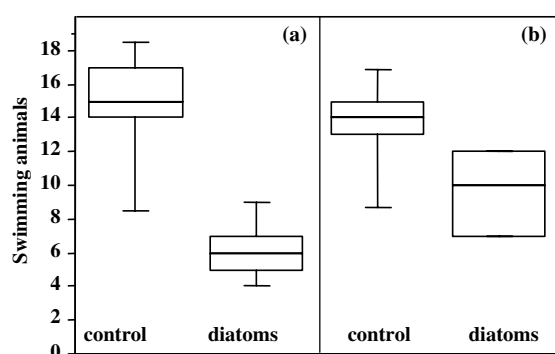 Swimming animals
18
16
14
12
10
8
6
4
2
0
(a)
(b)
control
diatoms
control
diatoms